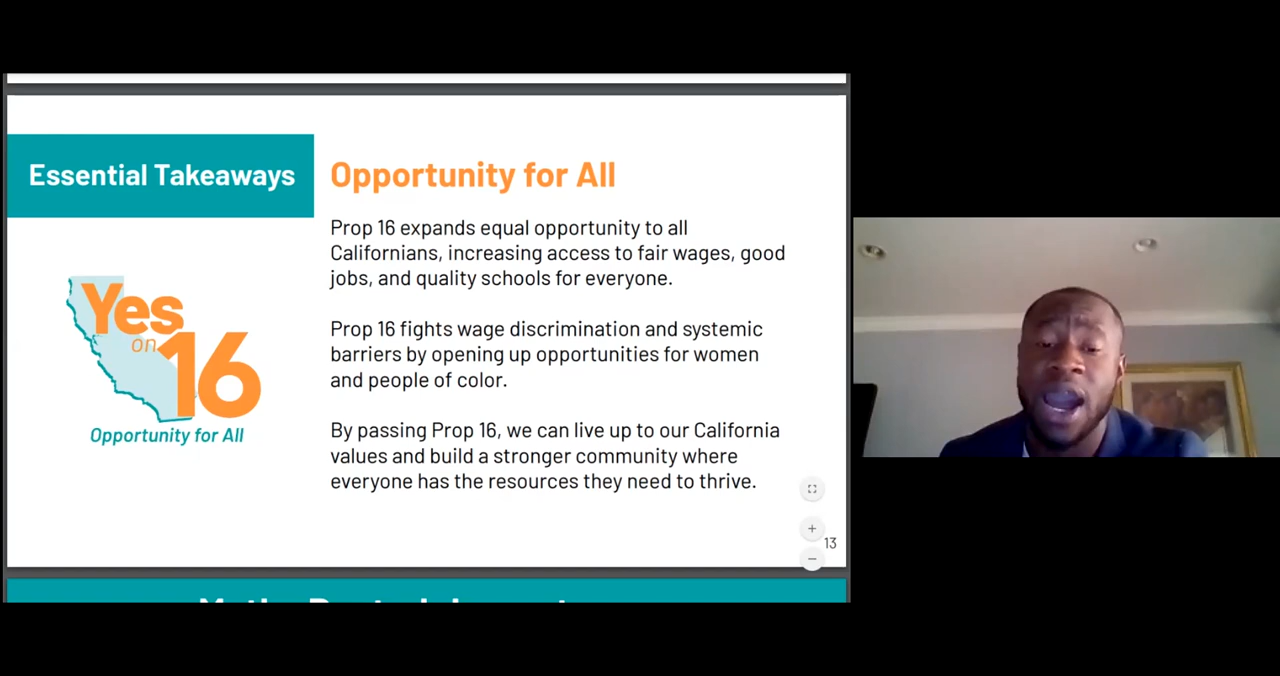 Essential Takeaways
Yes
on
16
Opportunity for All
Opportunity for All
Prop 16 expands equal opportunity to all
Californians, increasing access to fair wages, good
jobs, and quality schools for everyone.
Prop 16 fights wage discrimination and systemic
barriers by opening up opportunities for women
and people of color.
By passing Prop 16, we can live up to our California
values and build a stronger community where
everyone has the resources they need to thrive.
13